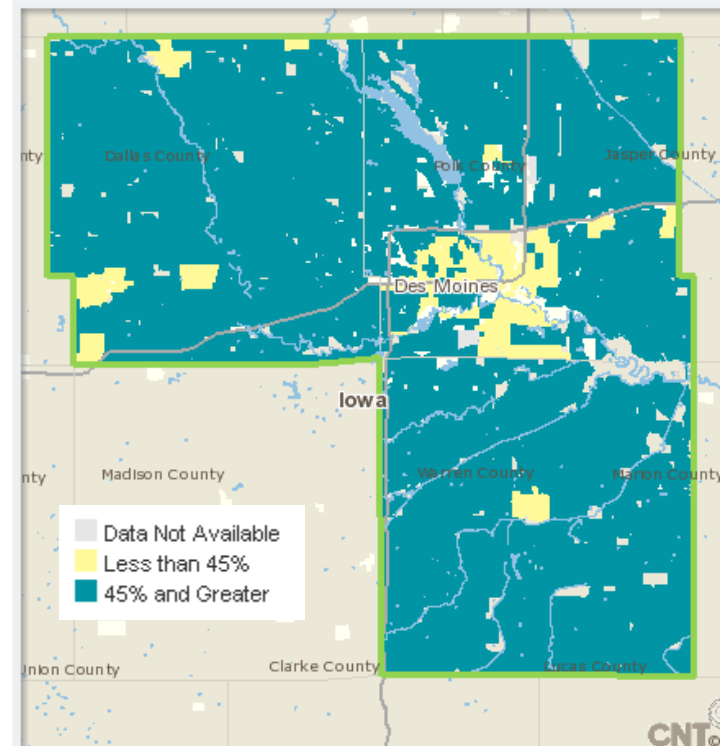 nty
Dallas County
Polk County
Jasper County
Des Moines
Iowa
nty
Madison County
Warren County
Marion County
Data Not Available
Less than 45%
45% and Greater
Union County
Clarke County
Lucas County
CNT